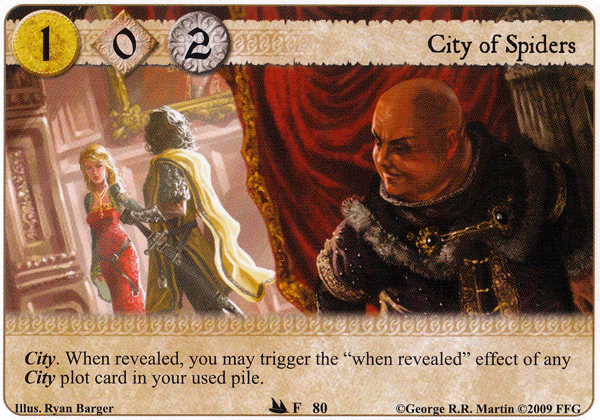 1 0 2 City of Spiders
City. When revealed, you may trigger the “when revealed” effect of any
City plot card in your used pile.
Illus. Ryan Barger F 80 ©George R.R. Martin ©2009 FFG